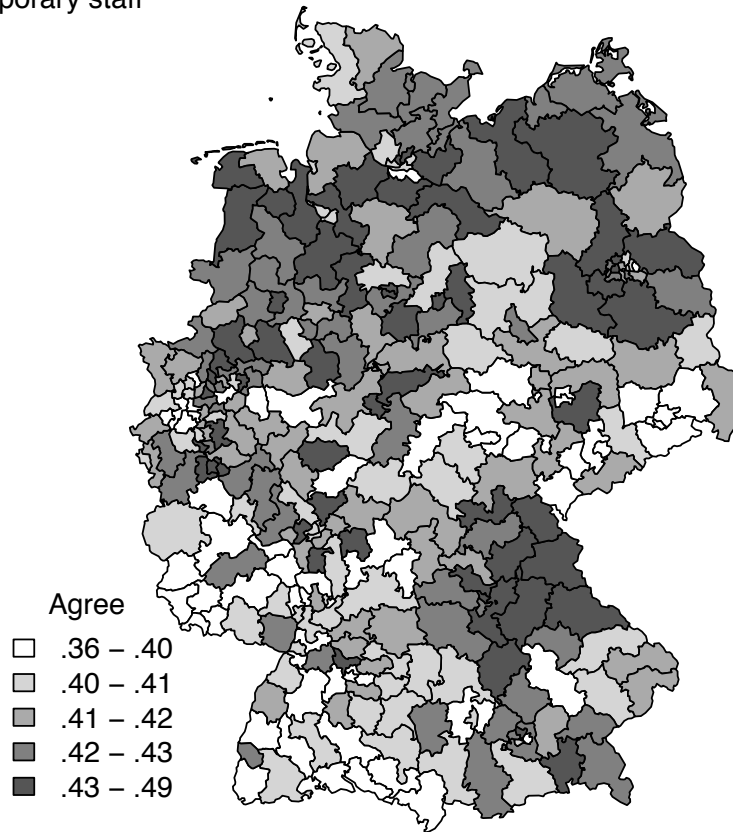 porary staff
Agree
.36 – .40
.40 – .41
.41 – .42
.42 – .43
.43 – .49